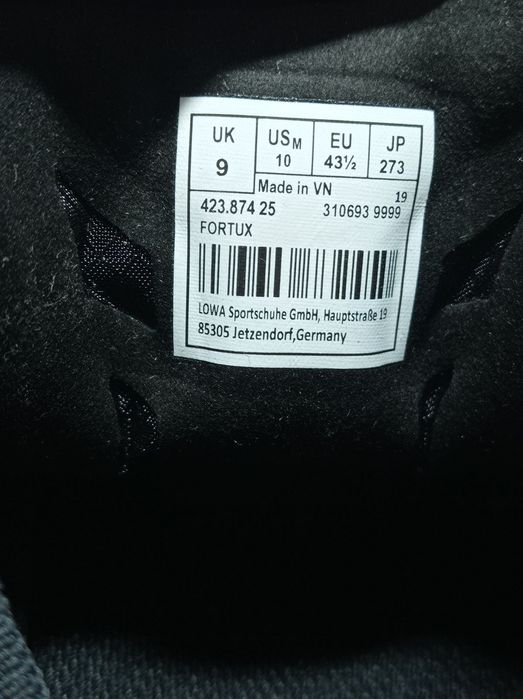 UK USM EU JP
9 10 43½ 273
Made in VN 19
423.874 25 310693 9999
FORTUX
LOWA Sportschuhe GmbH, Hauptstraße 19
85305 Jetzendorf,Germany